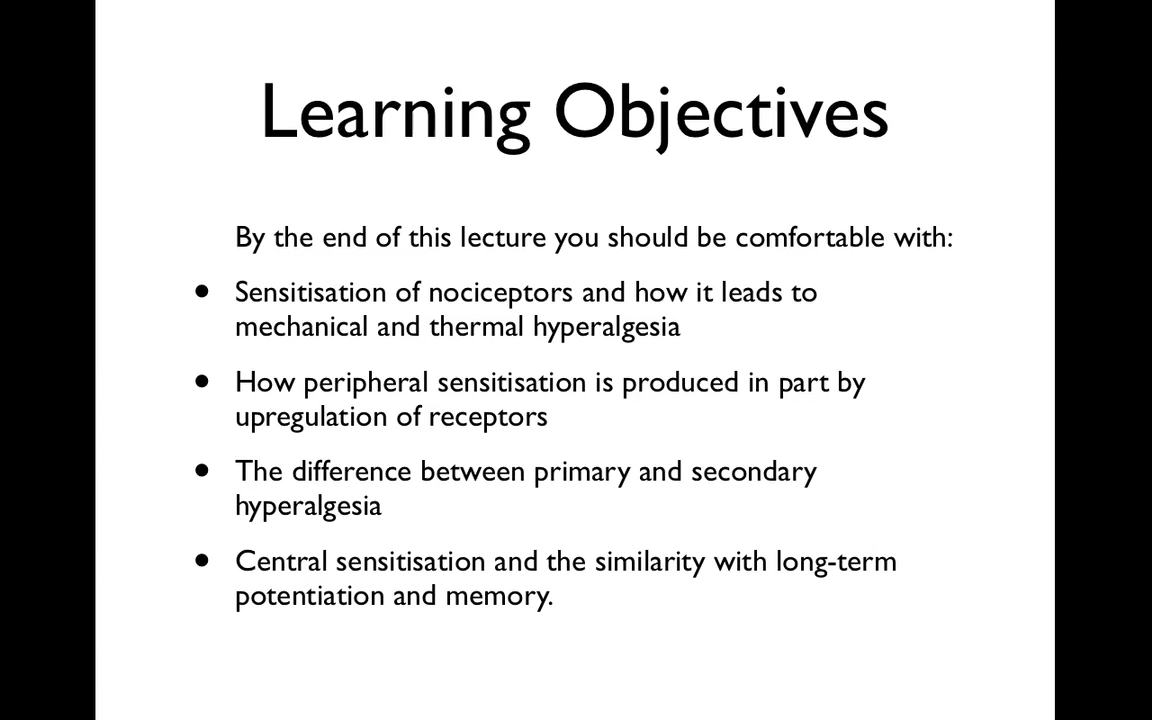 Learning Objectives
By the end of this lecture you should be comfortable with:
• Sensitisation of nociceptors and how it leads to
mechanical and thermal hyperalgesia
• How peripheral sensitisation is produced in part by
upregulation of receptors
• The difference between primary and secondary
hyperalgesia
• Central sensitisation and the similarity with long-term
potentiation and memory.